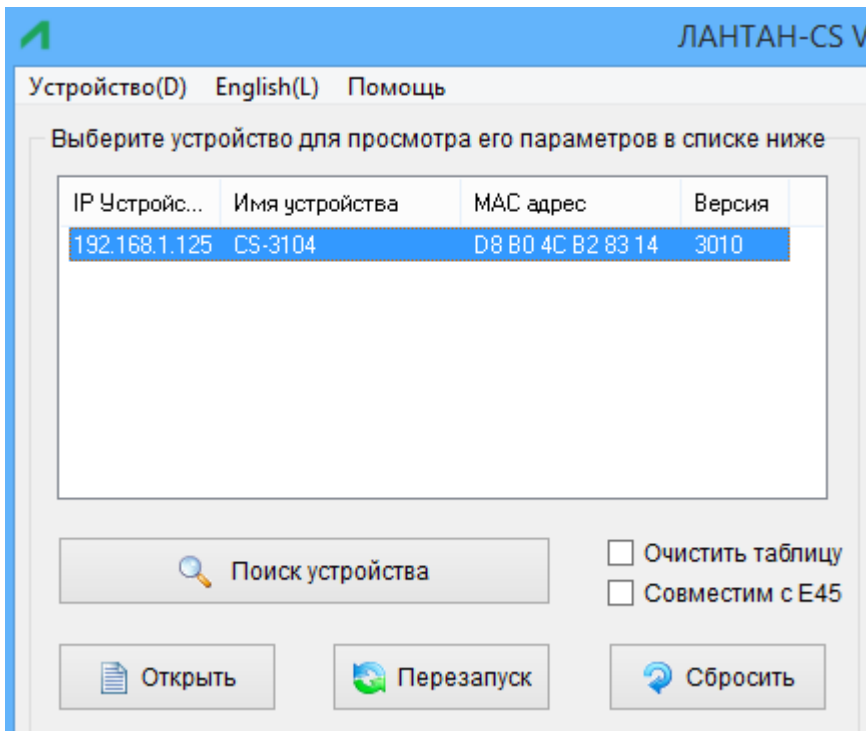 ЛАНТАН-CS V
Устройство(D) English(L) Помощь
Выберите устройство для просмотра его параметров в списке ниже
IP Устройс... Имя устройства MAC адрес Версия
192.168.1.125 CS-3104 D8 B0 4C B2 83 14 3010
Поиск устройства
Очистить таблицу
Совместим с E45
Открыть Перезапуск Сбросить